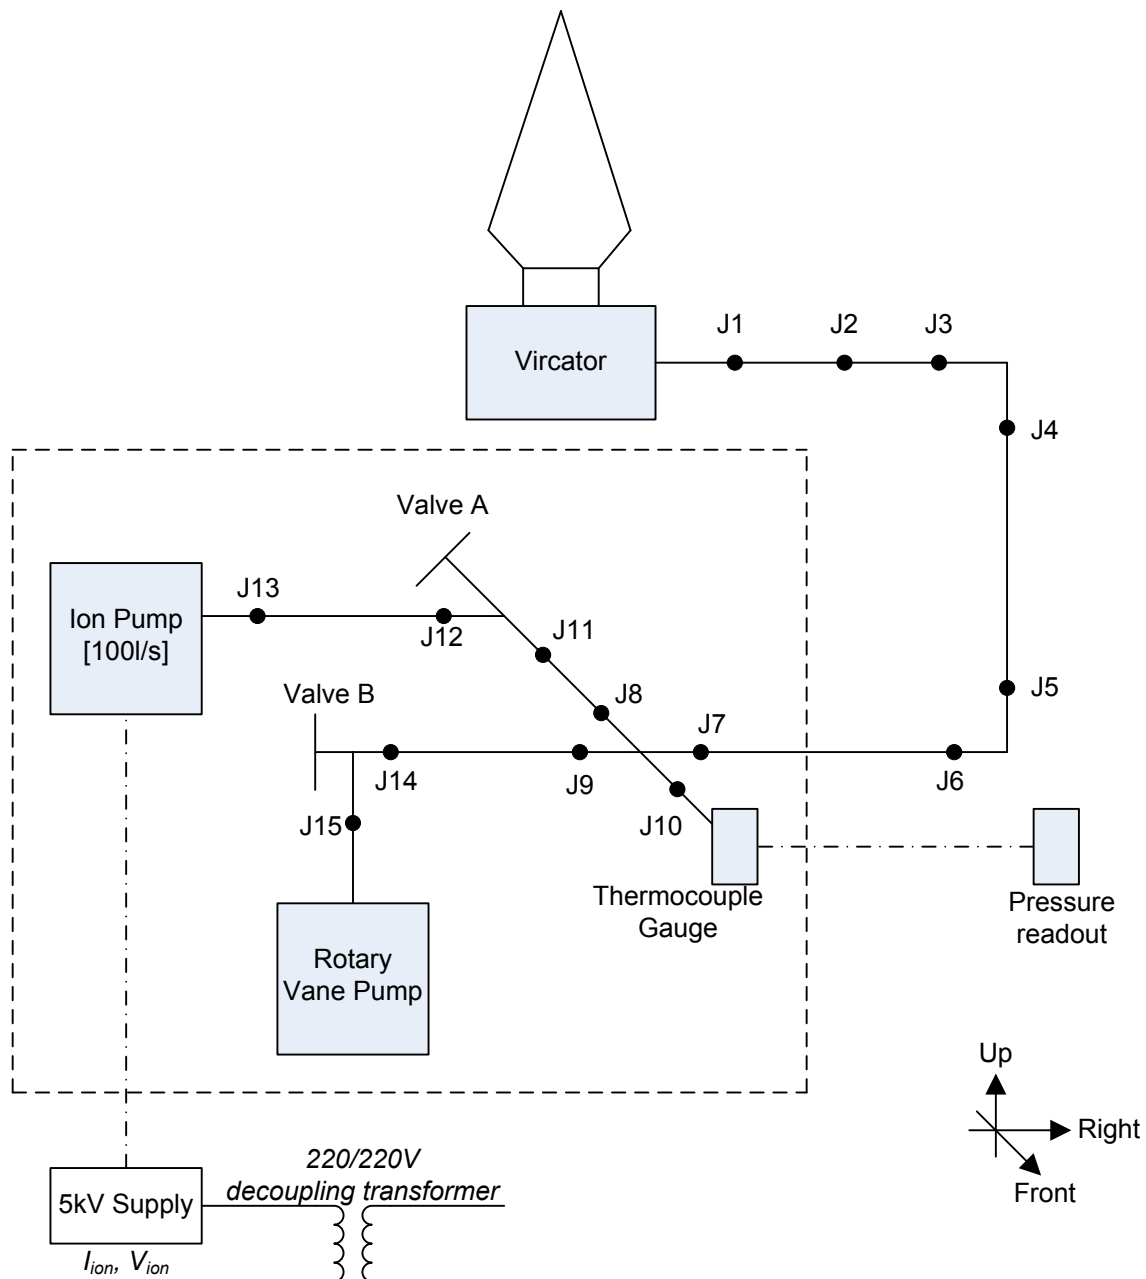 J1
J2
J3
Vircator
J4
Valve A
J13
Ion Pump
[100l/s]
J12
J11
J8
Valve B
J7
J5
J14
J9
J6
J15
J10
Thermocouple
Gauge
Pressure
readout
Rotary
Vane Pump
Up
Right
Front
220/220V
decoupling transformer
5kV Supply
Iion, Vion